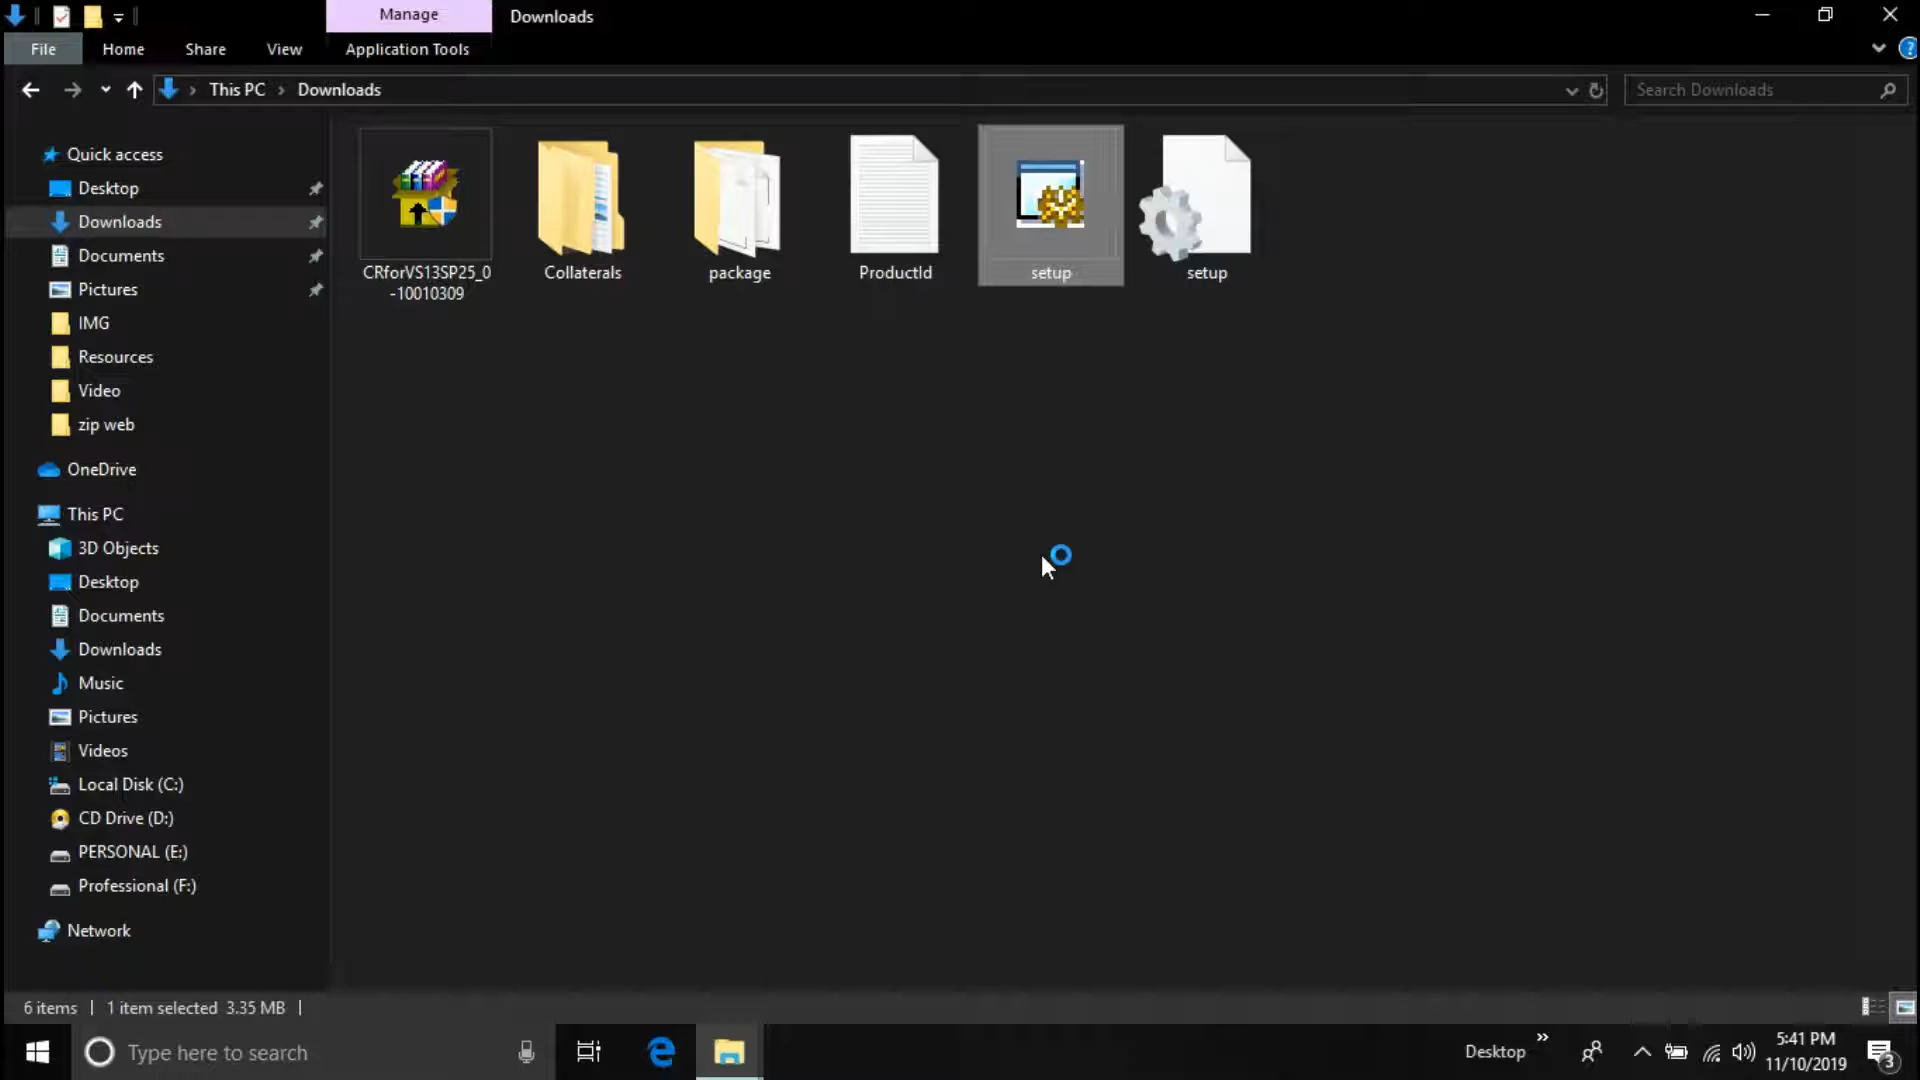 Manage
Downloads
File
Home
Share
View
Application Tools
This PC
Downloads
Search Downloads
Quick access
Desktop
Downloads
Documents
Pictures
IMG
Resources
Video
zip web
OneDrive
This PC
3D Objects
Desktop
Documents
Downloads
Music
Pictures
Videos
Local Disk (C:)
CD Drive (D:)
PERSONAL (E:)
Professional (F:)
Network
CRforVS13SP25_0
-10010309
Collaterals
package
ProductId
setup
setup
6 items
1 item selected 3.35 MB
Type here to search
Desktop
5:41 PM
11/10/2019
3